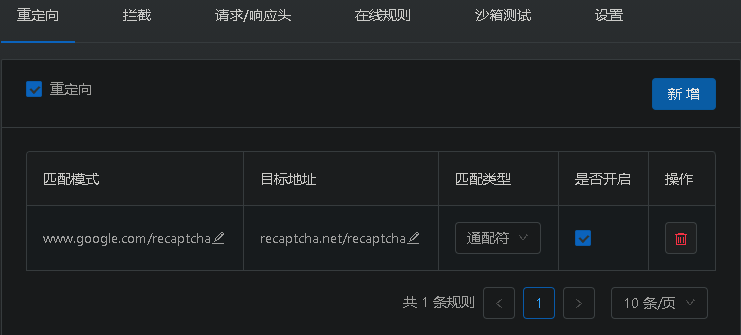 重定向 拦截 请求/响应头 在线规则 沙箱测试 设置
重定向 新 增
匹配模式 目标地址 匹配类型 是否开启 操作
www.google.com/recaptcha recaptcha.net/recaptcha 通配符
共 1 条规则 1 10 条/页